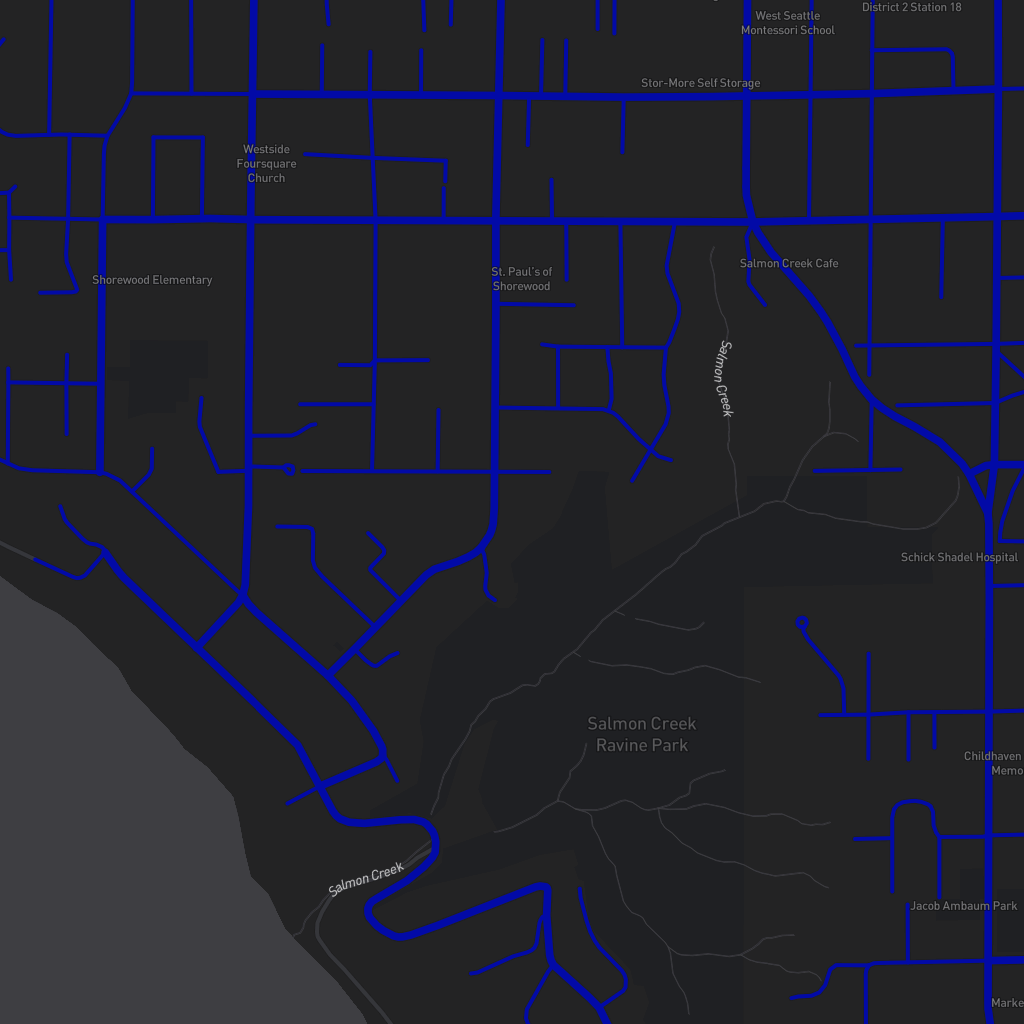 District 2 Station 18
West Seattle
Montessori School
Stor-More Self Storage
Westside
Foursquare
Church
Salmon Creek Cafe
Shorewood Elementary
St. Paul's of
Shorewood
Salmon Creek
Schick Shadel Hospital
Salmon Creek
Ravine Park
Childhaven
Memo
Salmon Creek
Jacob Ambaum Park
Marke